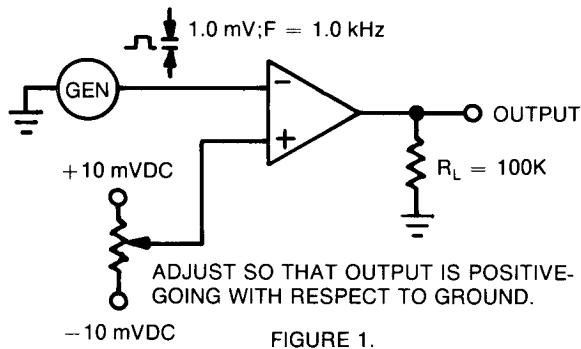 1.0 mV;F = 1.0 kHz
GEN
−
+
OUTPUT
+10 mVDC
R_L = 100K
ADJUST SO THAT OUTPUT IS POSITIVE-
GOING WITH RESPECT TO GROUND.
−10 mVDC
FIGURE 1.